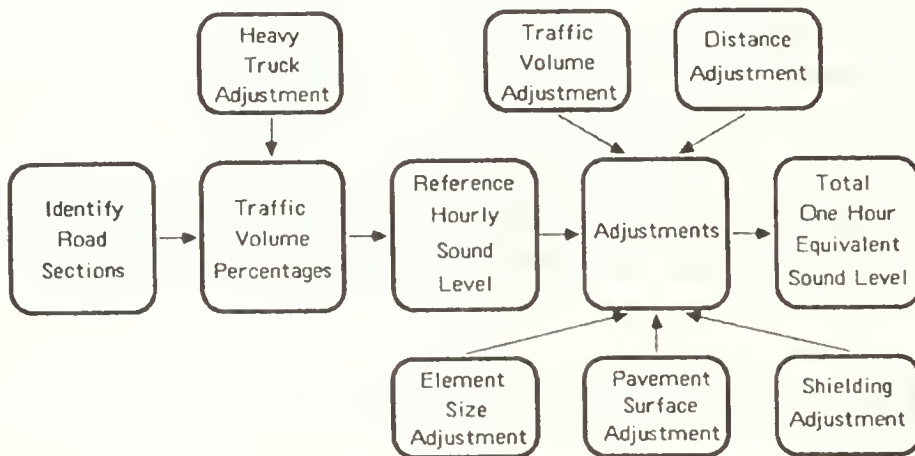 Heavy
Truck
Adjustment
Traffic
Volume
Adjustment
Distance
Adjustment
Identify
Road
Sections
Traffic
Volume
Percentages
Reference
Hourly
Sound
Level
Adjustments
Total
One Hour
Equivalent
Sound Level
Element
Size
Adjustment
Pavement
Surface
Adjustment
Shielding
Adjustment